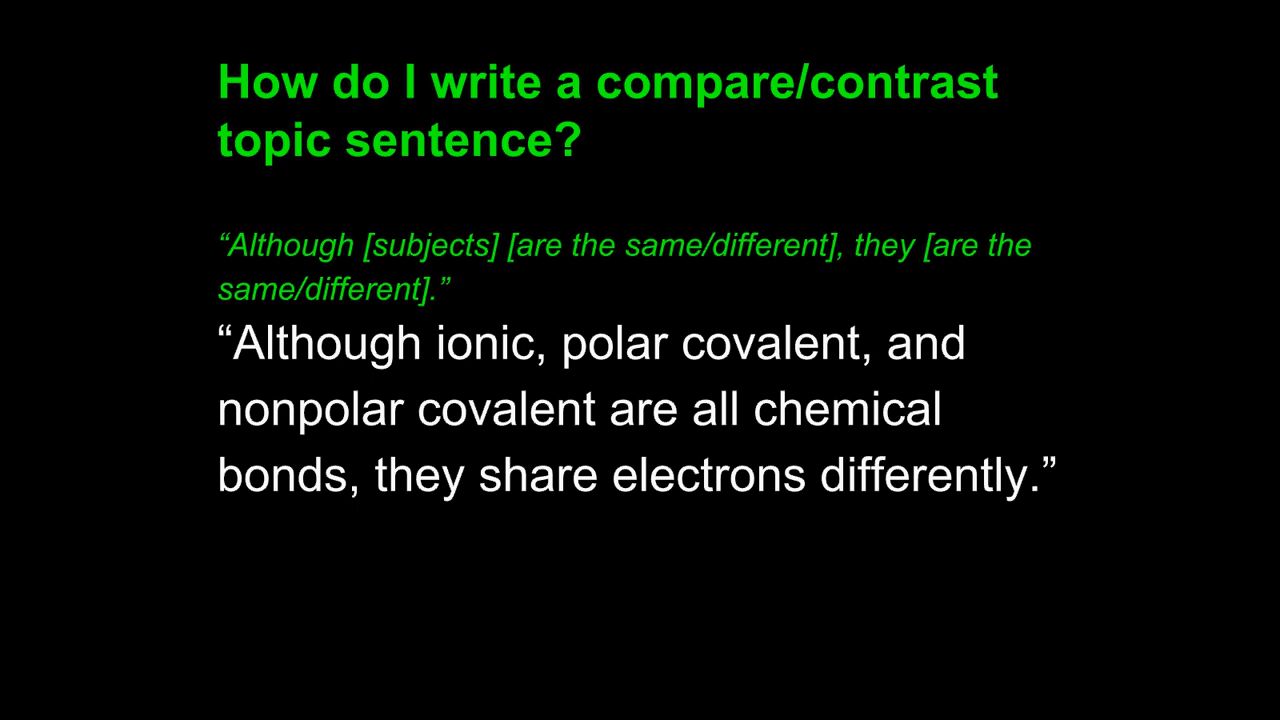 How do I write a compare/contrast
topic sentence?
“Although [subjects] [are the same/different], they [are the
same/different].”
“Although ionic, polar covalent, and
nonpolar covalent are all chemical
bonds, they share electrons differently.”